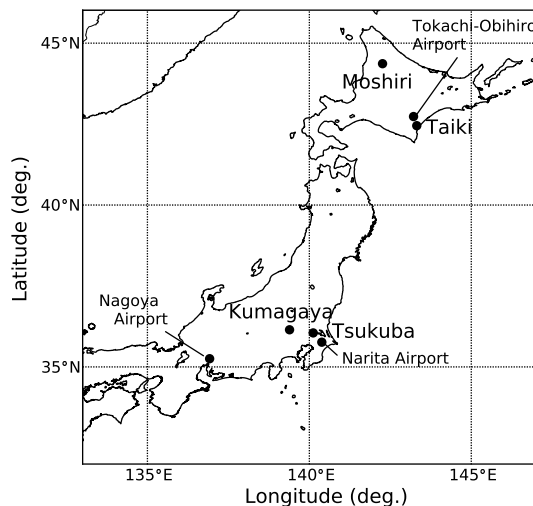 Tokachi-Obihiro
Airport
45°N
Moshiri
Taiki
40°N
Latitude (deg.)
Nagoya
Airport
Kumagaya
Tsukuba
Narita Airport
35°N
135°E
140°E
145°E
Longitude (deg.)